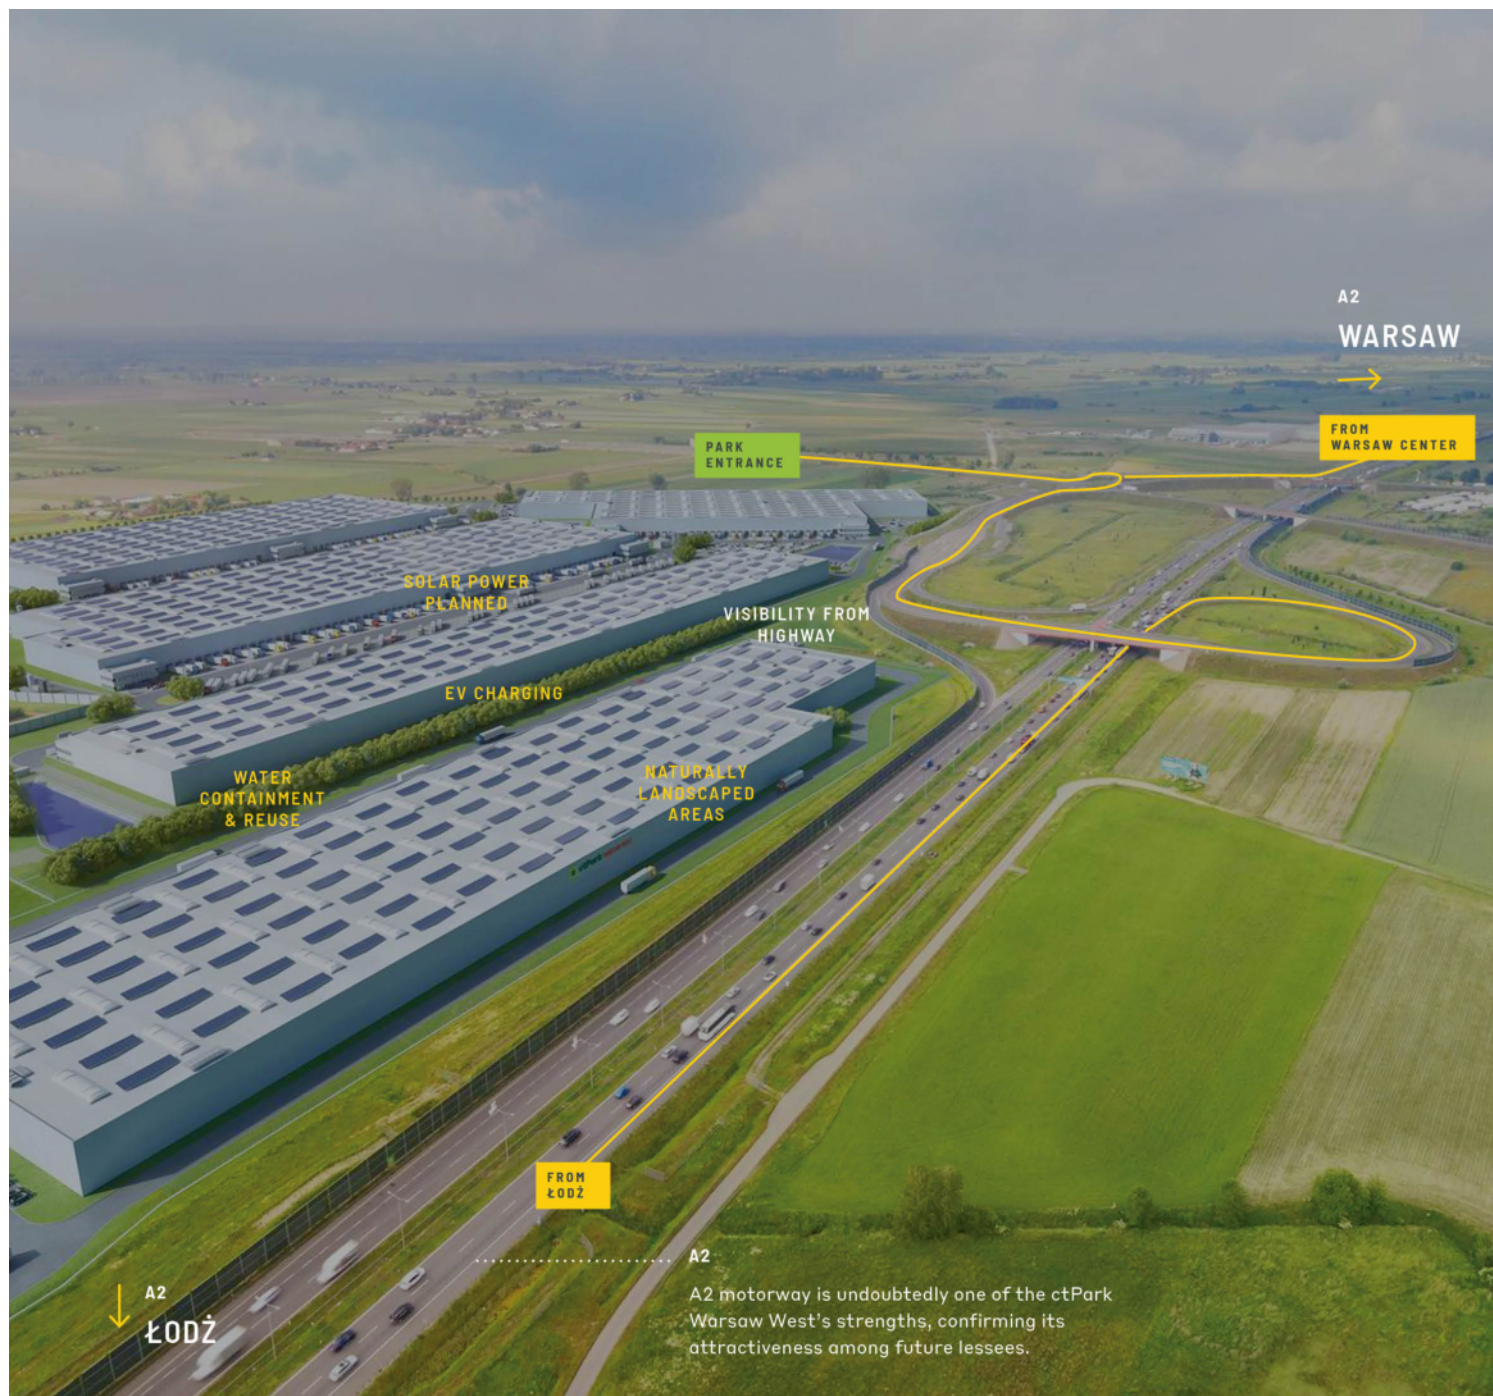 A2
WARSAW
FROM
WARSAW CENTER
PARK
ENTRANCE
SOLAR POWER
PLANNED
VISIBILITY FROM
HIGHWAY
EV CHARGING
WATER
CONTAINMENT
& REUSE
NATURALLY
LANDSCAPED
AREAS
ctPark
FROM
ŁODŹ
A2
ŁODŹ
A2
A2 motorway is undoubtedly one of the ctPark
Warsaw West's strengths, confirming its
attractiveness among future lessees.